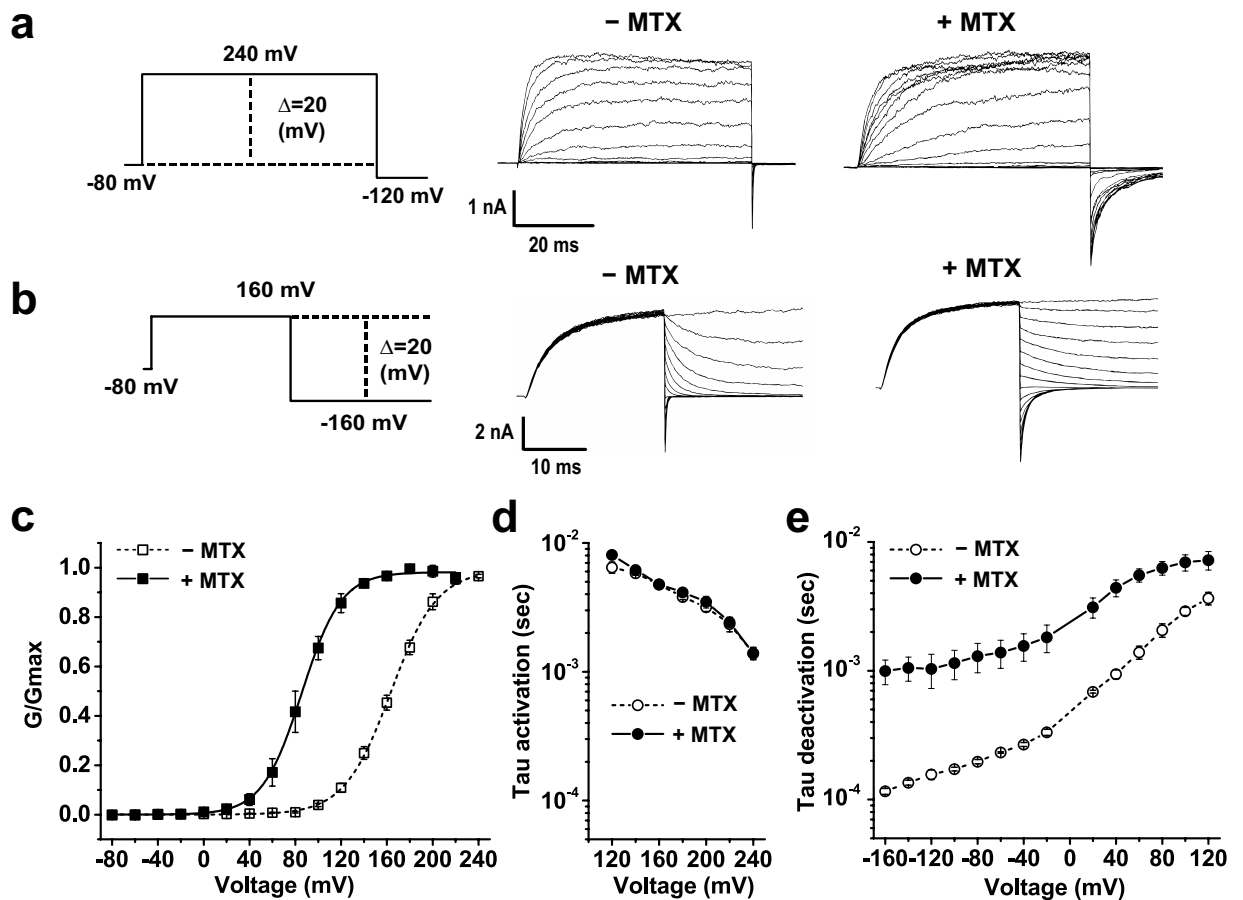 a
240 mV
Δ=20
(mV)
-80 mV
-120 mV
− MTX
+ MTX
1 nA
20 ms
b
160 mV
Δ=20
(mV)
-80 mV
-160 mV
− MTX
+ MTX
2 nA
10 ms
c
− MTX
+ MTX
1.0
0.8
0.6
0.4
0.2
0.0
G/Gmax
-80 -40 0 40 80 120 160 200 240
Voltage (mV)
d
10-2
10-3
10-4
Tau activation (sec)
− MTX
+ MTX
120 160 200 240
Voltage (mV)
e
− MTX
+ MTX
10-2
10-3
10-4
Tau deactivation (sec)
-160 -120 -80 -40 0 40 80 120
Voltage (mV)